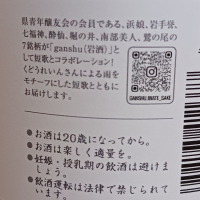 県青年醸友会の会員である、浜娘、岩手誉、
七福神、酔仙、堀の井、南部美人、鷲の尾の
7銘柄が「ganshu(岩酒)」と
して短歌とコラボレーション!
くどうれいんさんによる雨を
モチーフにした短歌とともに
お届けします。
GANSHU_IWATE_SAKE
●お酒は20歳になってから。
●お酒は楽しく適量を。
●妊娠・授乳期の飲酒は避けま
しょう。
●飲酒運転は法律で禁じられて
います。